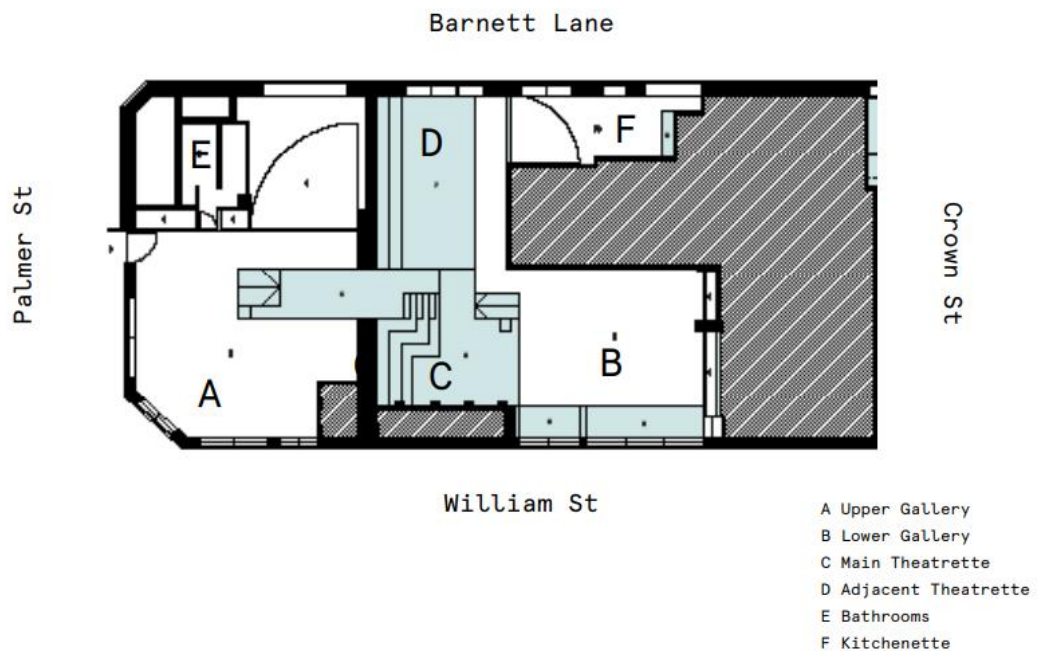 Barnett Lane
D
F
E
Palmer St
Crown St
B
A
C
William St
A Upper Gallery
B Lower Gallery
C Main Theatrette
D Adjacent Theatrette
E Bathrooms
F Kitchenette